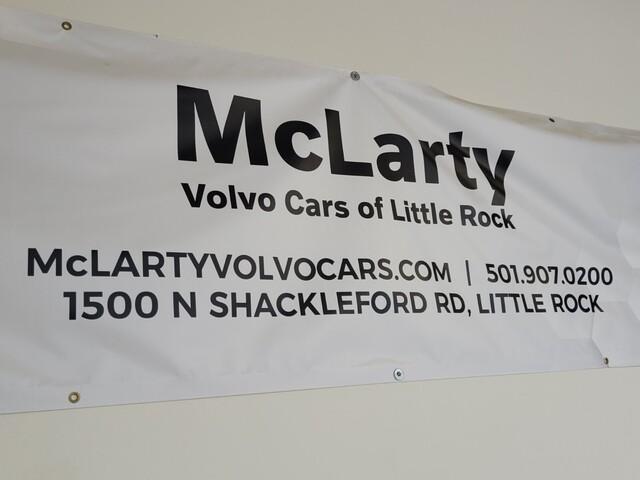 McLarty
Volvo Cars of Little Rock
McLARTYVOLVOCARS.COM | 501.907.0200
1500 N SHACKLEFORD RD, LITTLE ROCK